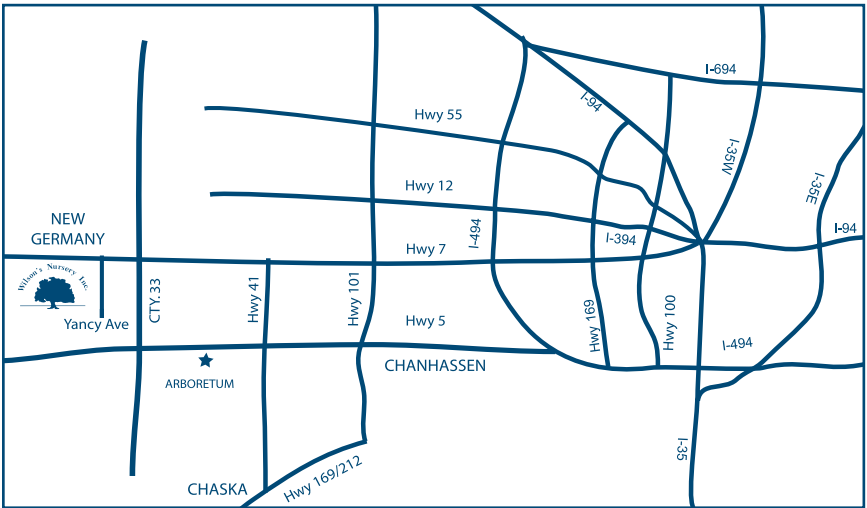 I-694
I-94
Hwy 55
I-35W
I-35E
Hwy 12
NEW
GERMANY
I-494
I-394
I-94
Hwy 7
Wilson's Nursery Inc.
Yancy Ave
CTY.33
Hwy 41
Hwy 101
Hwy 5
Hwy 169
Hwy 100
I-494
ARBORETUM
CHANHASSEN
CHASKA
Hwy 169/212
I-35